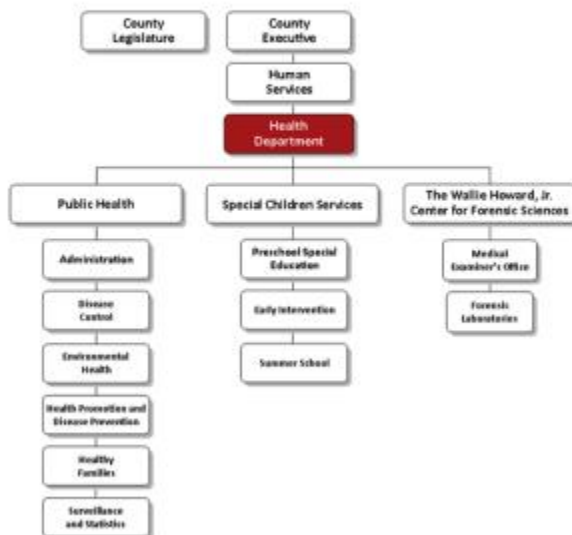 County
Legislature
County
Executive
Human
Services
Health
Department
Public Health
Special Children Services
The Wallie Howard, Jr.
Center for Forensic Sciences
Administration
Disease
Control
Environmental
Health
Health Promotion and
Disease Prevention
Healthy
Families
Surveillance
and Statistics
Preschool Special
Education
Early Intervention
Summer School
Medical
Examiner's Office
Forensic
Laboratories